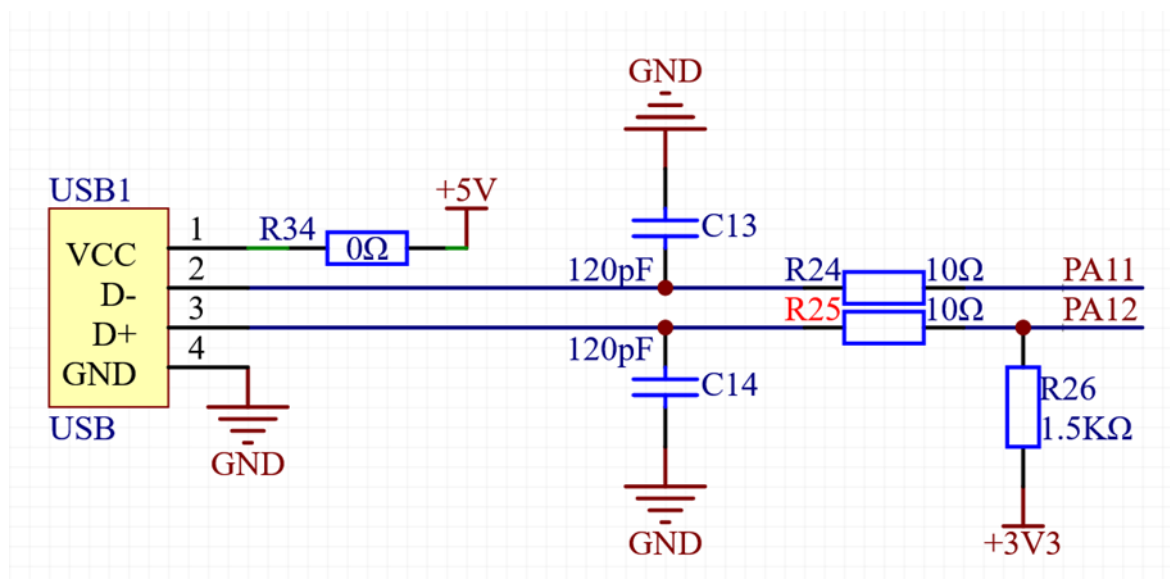 GND
USB1
+5V
1
R34
0Ω
VCC
C13
2
120pF
R24
10Ω
PA11
D-
3
R25
10Ω
PA12
D+
4
120pF
C14
GND
R26
1.5KΩ
USB
GND
GND
+3V3